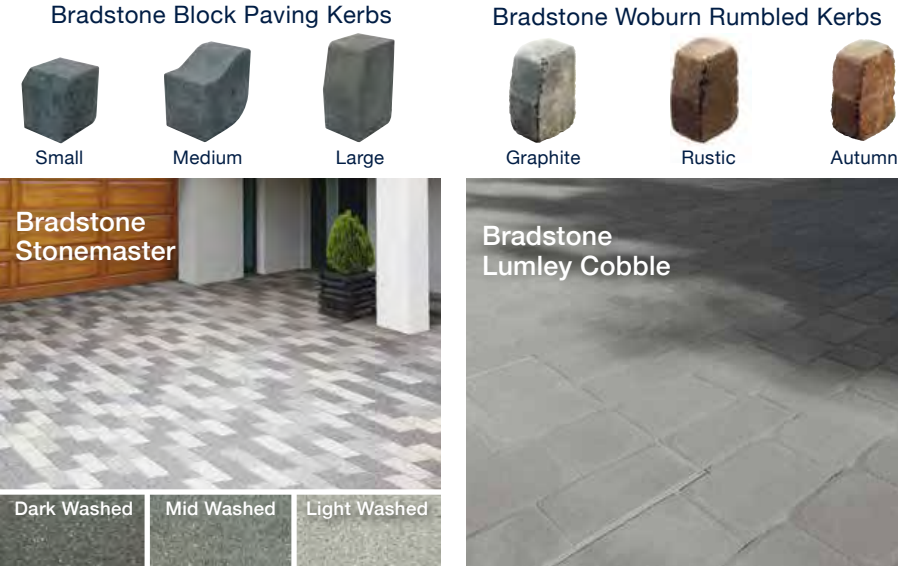 Bradstone Block Paving Kerbs
Small
Medium
Large
Bradstone Woburn Rumbled Kerbs
Graphite
Rustic
Autumn
Bradstone
Stonemaster
Dark Washed
Mid Washed
Light Washed
Bradstone
Lumley Cobble